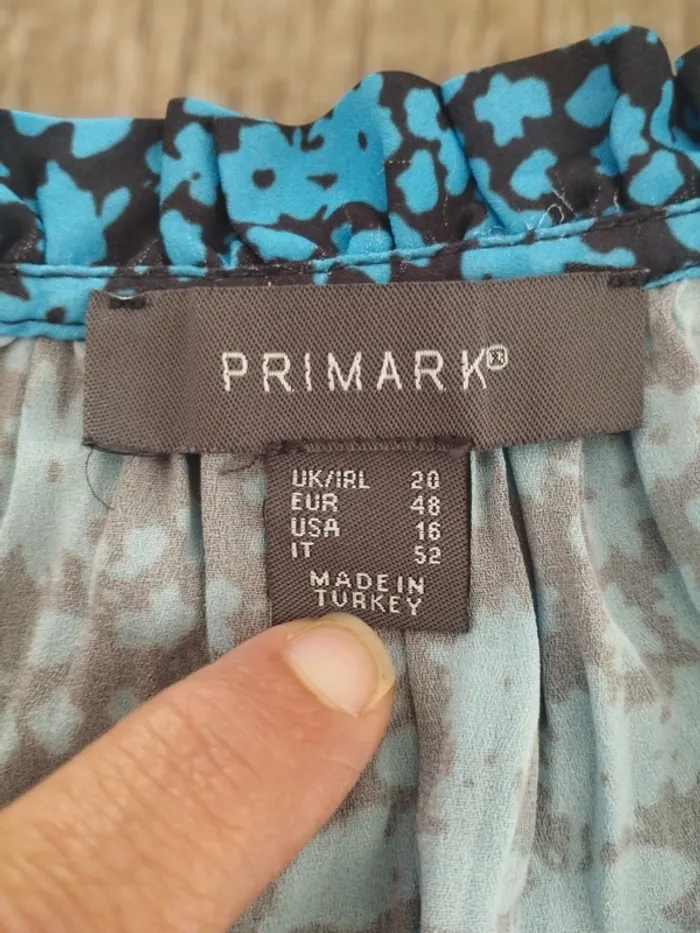 PRIMARK®
UK/IRL 20
EUR 48
USA 16
IT 52
MADE IN
TURKEY